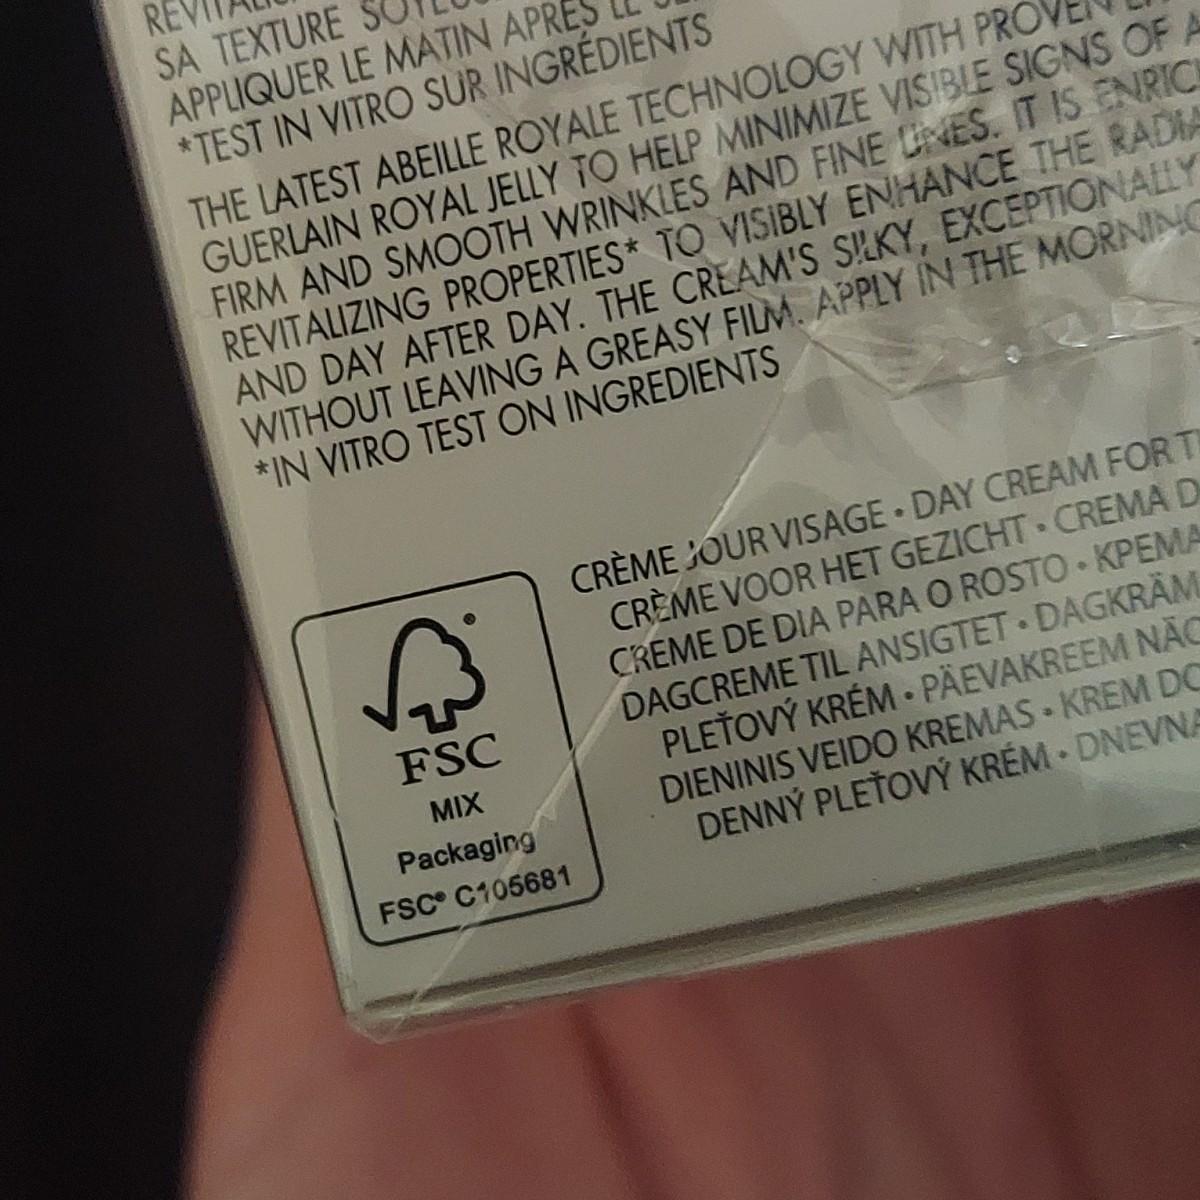 SA TEXTURE
APPLIQUER LE MATIN APRÈS LE
*TEST IN VITRO SUR INGRÉDIENTS
THE LATEST ABEILLE ROYALE TECHNOLOGY WITH PROVEN
GUERLAIN ROYAL JELLY TO HELP MINIMIZE VISIBLE SIGNS OF
FIRM AND SMOOTH WRINKLES AND FINE LINES. IT IS
REVITALIZING PROPERTIES* TO VISIBLY ENHANCE THE
AND DAY AFTER DAY. THE CREAM'S SILKY, EXCEPTIONALLY
WITHOUT LEAVING A GREASY FILM. APPLY IN THE MORNING
*IN VITRO TEST ON INGREDIENTS
CRÈME JOUR VISAGE • DAY CREAM FOR
CRÈME VOOR HET GEZICHT • CREMA
CREME DE DIA PARA O ROSTO •
DAGCREME TIL ANSIGTET •
PLEŤOVÝ KRÉM • PÄEVAKREEM
DIENINIS VEIDO KREMAS • KREM
DENNÝ PLEŤOVÝ KRÉM •
FSC
MIX
Packaging
FSC® C105681